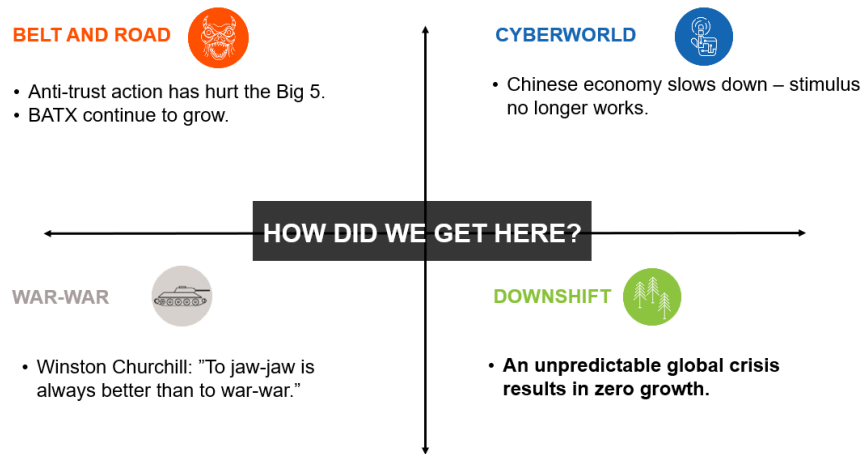 BELT AND ROAD
• Anti-trust action has hurt the Big 5.
• BATX continue to grow.
CYBERWORLD
• Chinese economy slows down – stimulus
no longer works.
HOW DID WE GET HERE?
WAR-WAR
• Winston Churchill: ”To jaw-jaw is
always better than to war-war.”
DOWNSHIFT
• An unpredictable global crisis
results in zero growth.